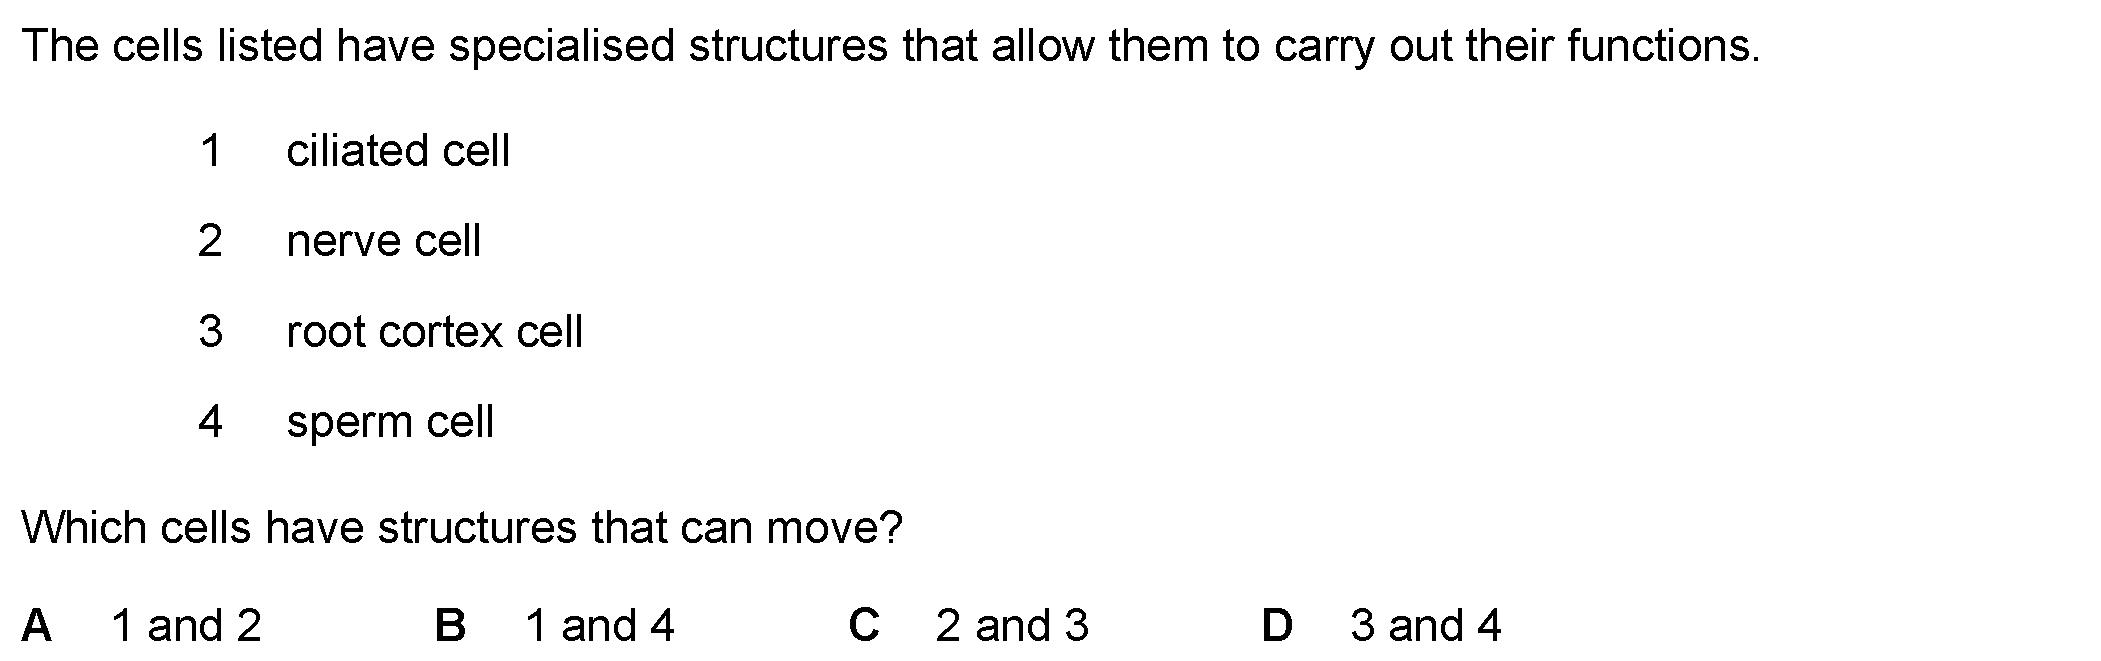 The cells listed have specialised structures that allow them to carry out their functions.
1 ciliated cell
2 nerve cell
3 root cortex cell
4 sperm cell
Which cells have structures that can move?
A 1 and 2 B 1 and 4 C 2 and 3 D 3 and 4